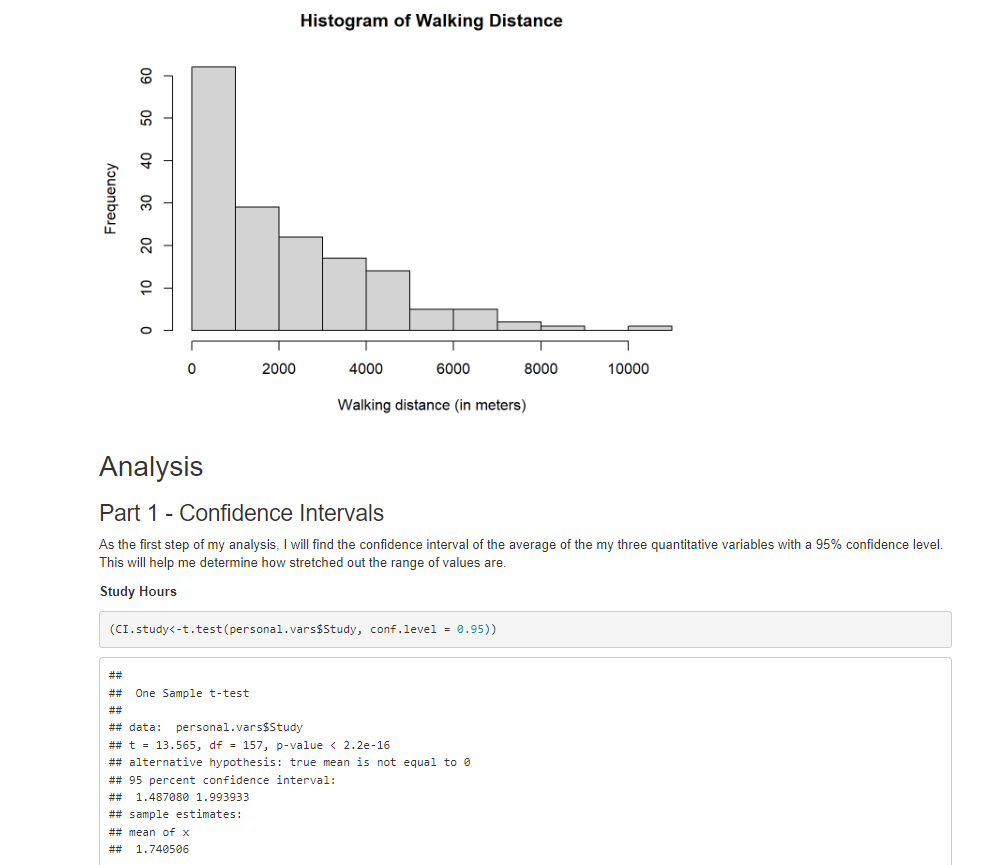 Histogram of Walking Distance
60
50
40
30
20
10
0
Frequency
0 2000 4000 6000 8000 10000
Walking distance (in meters)
Analysis
Part 1 - Confidence Intervals
As the first step of my analysis, I will find the confidence interval of the average of the my three quantitative variables with a 95% confidence level.
This will help me determine how stretched out the range of values are.
Study Hours
(CI.study<-t.test(personal.vars$Study, conf.level = 0.95))
##
##  One Sample t-test
##
## data:  personal.vars$Study
## t = 13.565, df = 157, p-value < 2.2e-16
## alternative hypothesis: true mean is not equal to 0
## 95 percent confidence interval:
##  1.487080 1.993933
## sample estimates:
## mean of x
##  1.740506